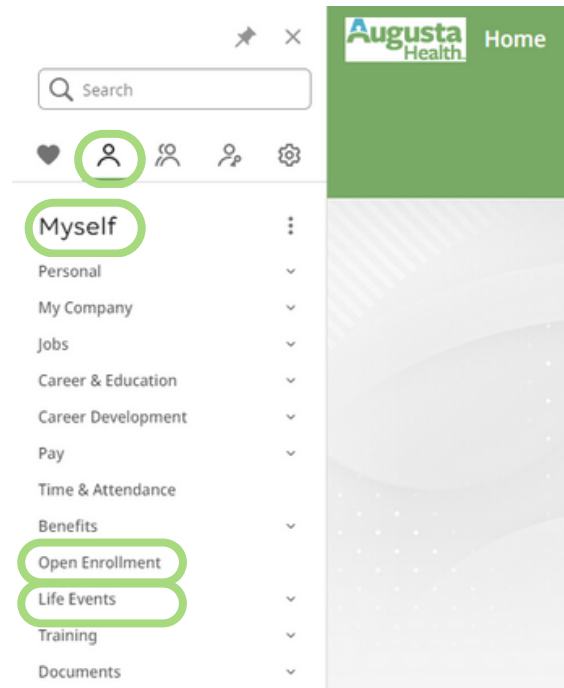 Augusta Health. Home
Search
Myself
Personal
My Company
Jobs
Career & Education
Career Development
Pay
Time & Attendance
Benefits
Open Enrollment
Life Events
Training
Documents